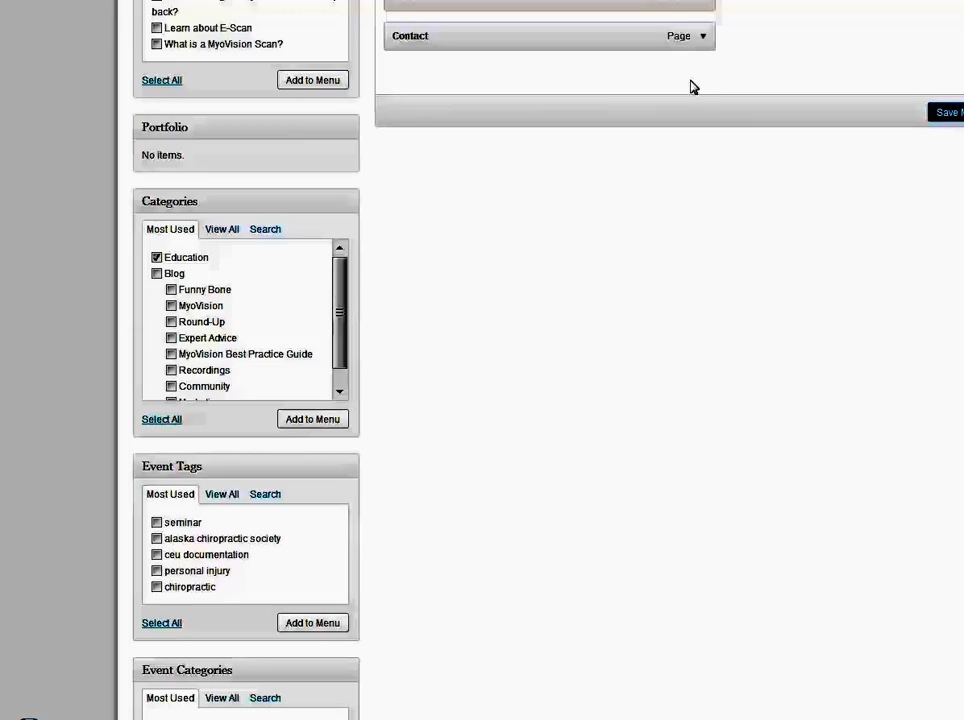 back?
Learn about E-Scan
What is a MyoVision Scan?
Select All
Add to Menu
Contact
Page
Save
Portfolio
No items.
Categories
Most Used View All Search
Education
Blog
Funny Bone
MyoVision
Round-Up
Expert Advice
MyoVision Best Practice Guide
Recordings
Community
Select All
Add to Menu
Event Tags
Most Used View All Search
seminar
alaska chiropractic society
ceu documentation
personal injury
chiropractic
Select All
Add to Menu
Event Categories
Most Used View All Search